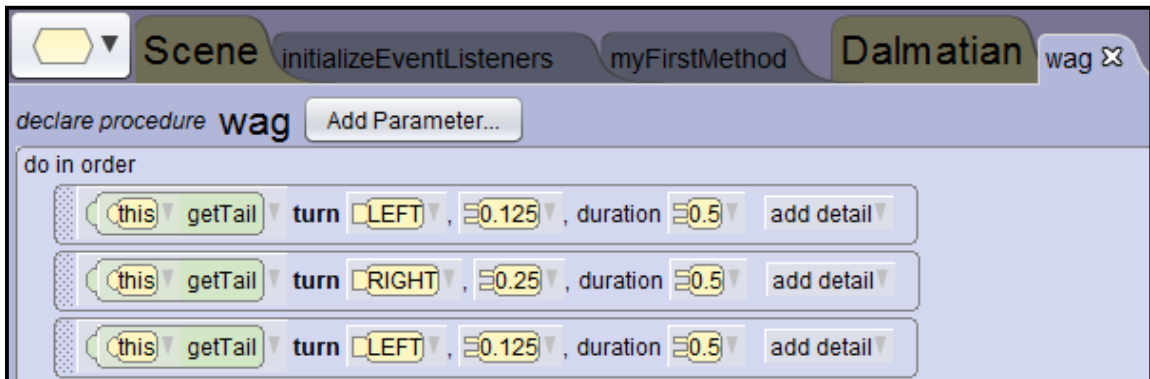 Scene initializeEventListeners myFirstMethod Dalmatian wag
declare procedure wag Add Parameter...
do in order
this getTail turn LEFT , 0.125 , duration 0.5 add detail
this getTail turn RIGHT , 0.25 , duration 0.5 add detail
this getTail turn LEFT , 0.125 , duration 0.5 add detail